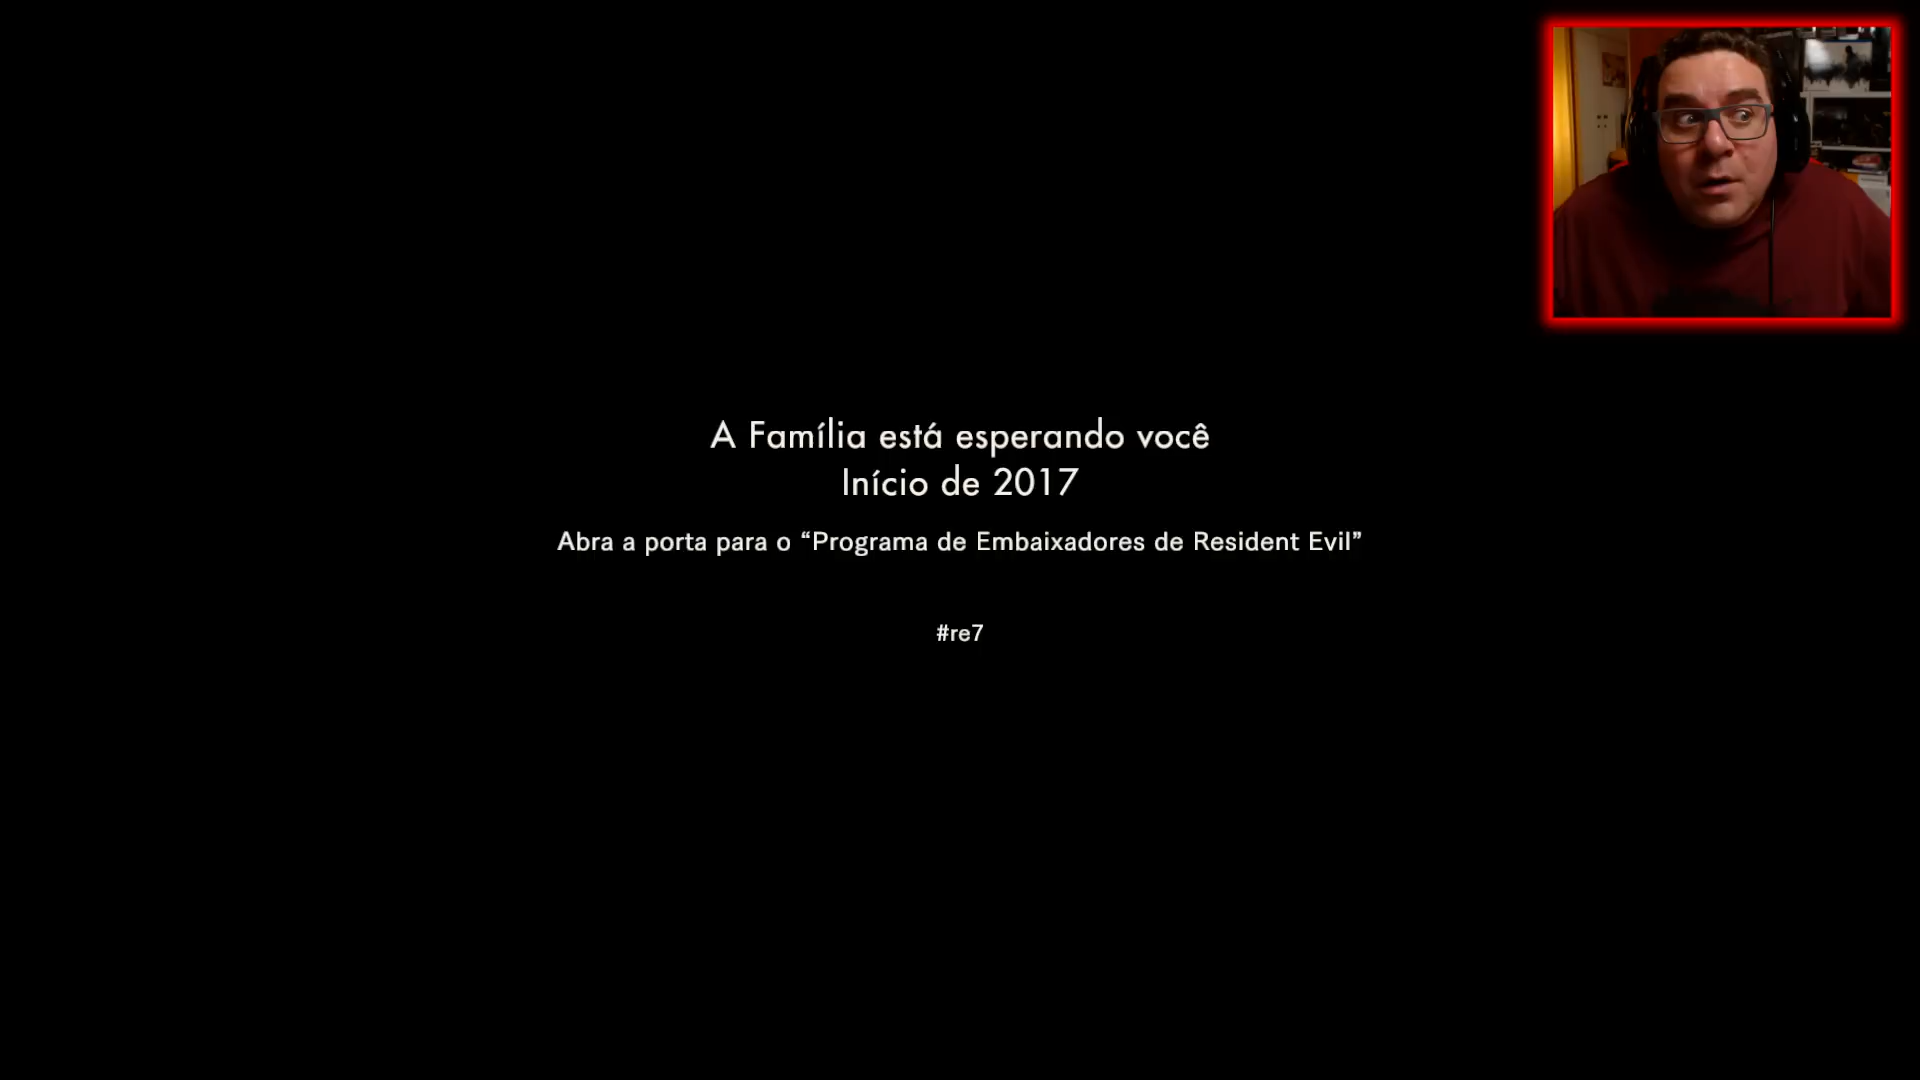 A Família está esperando você
Início de 2017
Abra a porta para o “Programa de Embaixadores de Resident Evil”
#re7